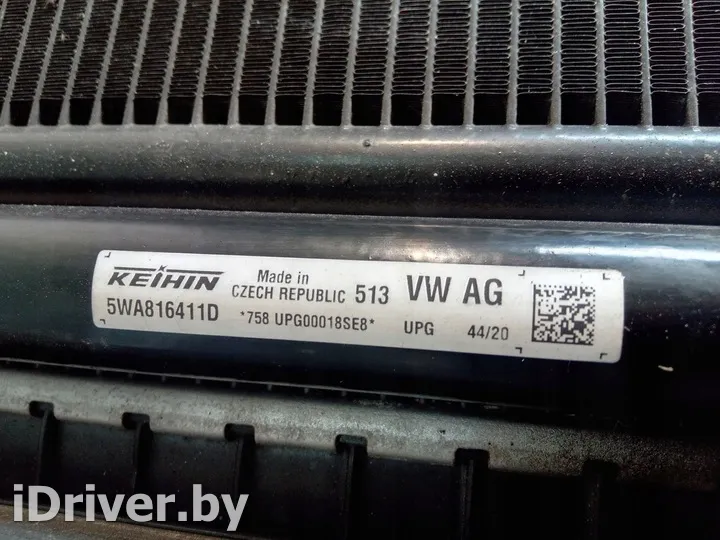 KEIHIN Made in CZECH REPUBLIC 513 VW AG
5WA816411D *758 UPG00018SE8* UPG 44/20
iDriver.by